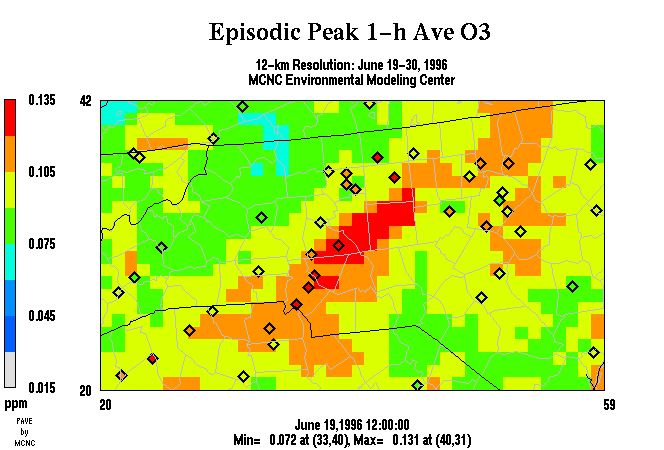 Episodic Peak 1-h Ave O3
12-km Resolution: June 19-30, 1996
MCNC Environmental Modeling Center
0.135
0.105
0.075
0.045
0.015
ppm
PAVE
by
MCNC
42
20
20 59
June 19,1996 12:00:00
Min= 0.072 at (33,40), Max= 0.131 at (40,31)